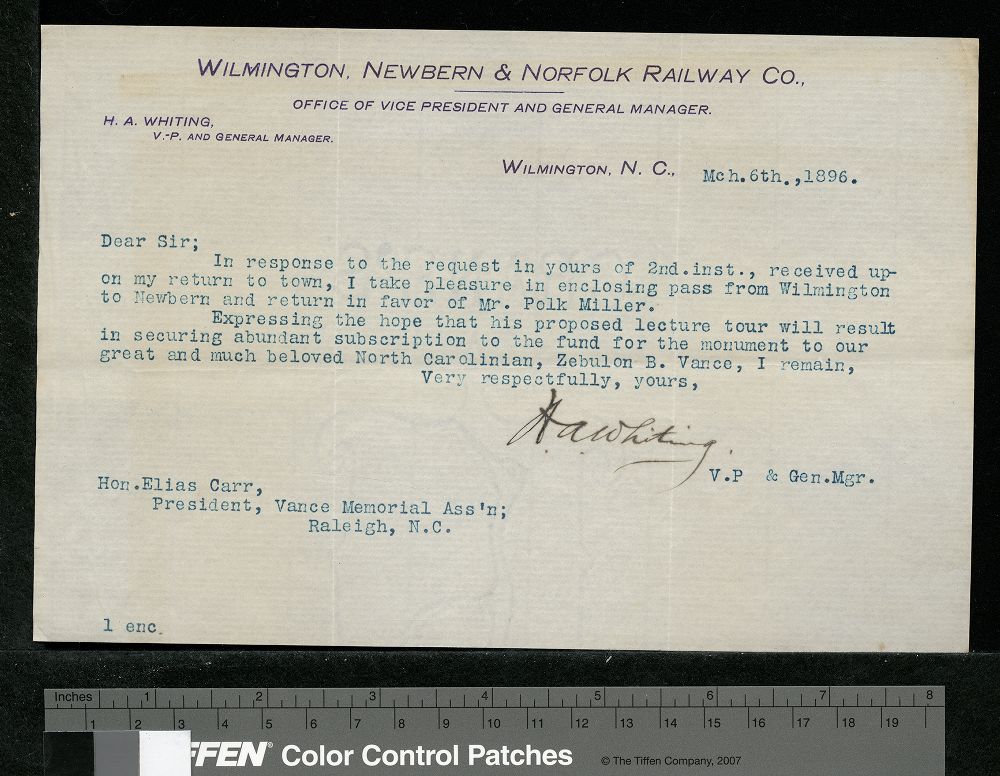 WILMINGTON, NEWBERN & NORFOLK RAILWAY CO.,
OFFICE OF VICE PRESIDENT AND GENERAL MANAGER.
H. A. WHITING,
V.-P. AND GENERAL MANAGER.
WILMINGTON, N. C., Mch.6th.,1896.
Dear Sir;
In response to the request in yours of 2nd.inst., received up-
on my return to town, I take pleasure in enclosing pass from Wilmington
to Newbern and return in favor of Mr. Polk Miller.
Expressing the hope that his proposed lecture tour will result
in securing abundant subscription to the fund for the monument to our
great and much beloved North Carolinian, Zebulon B. Vance, I remain,
Very respectfully, yours,
H. A. Whiting.
V.P & Gen.Mgr.
Hon.Elias Carr,
President, Vance Memorial Ass'n;
Raleigh, N.C.
1 enc.
Inches 1 2 3 4 5 6 7 8
1 2 3 4 5 6 7 8 9 10 11 12 13 14 15 16 17 18 19
FFEN® Color Control Patches © The Tiffen Company, 2007